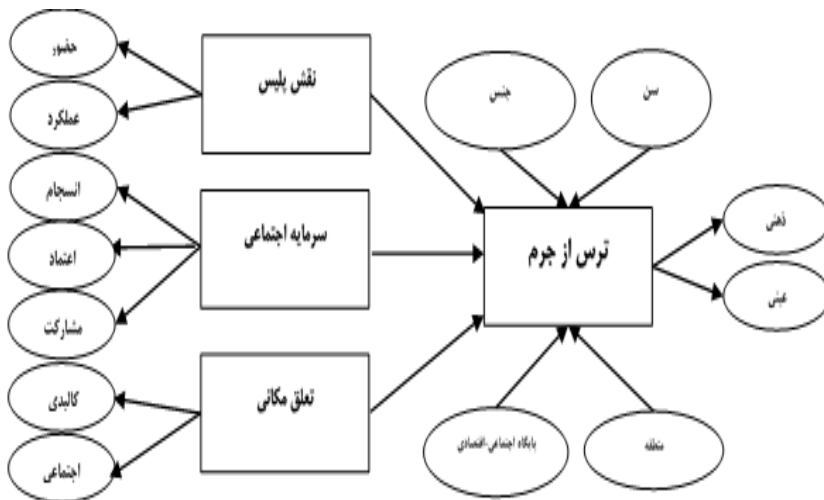 حضور
نقش پلیس
جنس
سن
عملکرد
انسجام
سرمایه اجتماعی
ترس از جرم
ذهنی
اعتماد
عینی
مشارکت
کالبدی
تعلق مکانی
پایگاه اجتماعی-اقتصادی
منطقه
اجتماعی